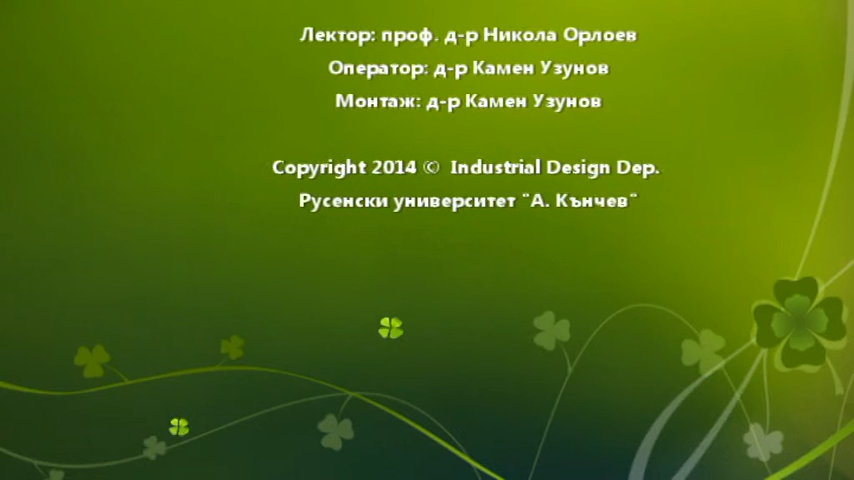 Лектор: проф. д-р Никола Орлоев
Оператор: д-р Камен Узунов
Монтаж: д-р Камен Узунов
Copyright 2014 © Industrial Design Dep.
Русенски университет "А. Кънчев"